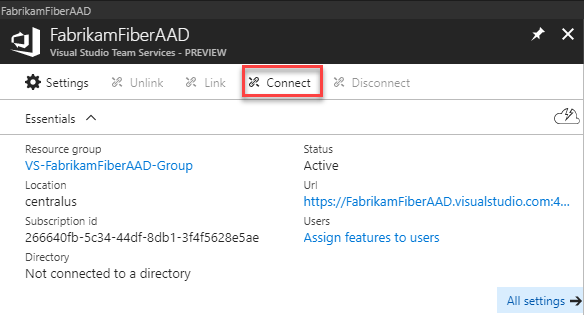 FabrikamFiberAAD
FabrikamFiberAAD
Visual Studio Team Services - PREVIEW
Settings Unlink Link Connect Disconnect
Essentials
Resource group
VS-FabrikamFiberAAD-Group
Location
centralus
Subscription id
266640fb-5c34-44df-8db1-3f4f5628e5ae
Directory
Not connected to a directory
Status
Active
Url
https://FabrikamFiberAAD.visualstudio.com:4...
Users
Assign features to users
All settings